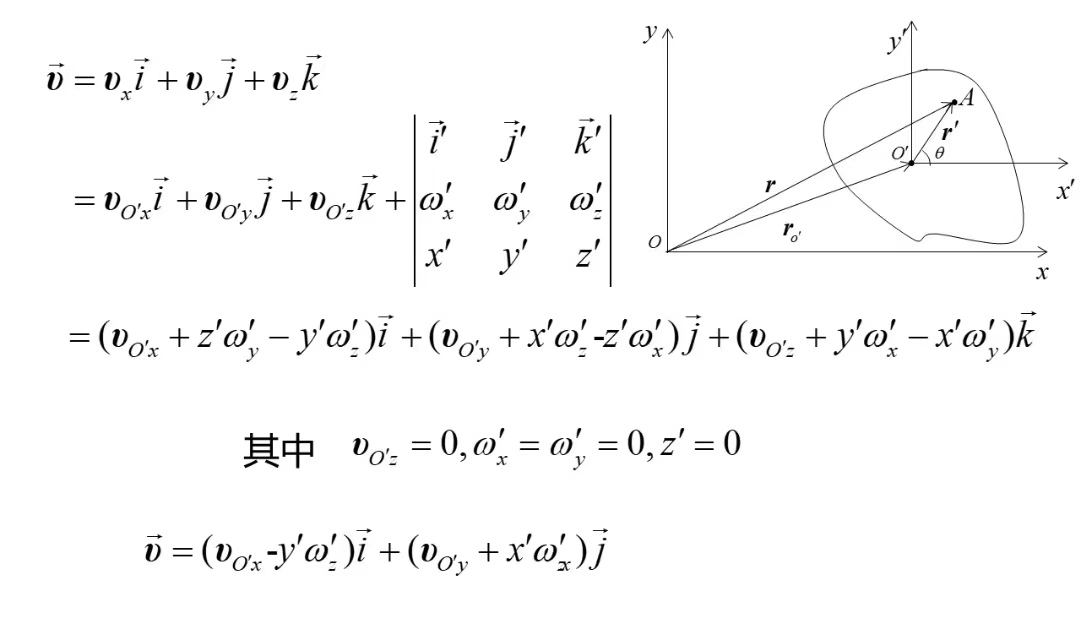 $\vec{v} = v_x\vec{i} + v_y\vec{j} + v_z\vec{k}$
$= v_{O'x}\vec{i} + v_{O'y}\vec{j} + v_{O'z}\vec{k} + \begin{vmatrix} \vec{i}' & \vec{j}' & \vec{k}' \\ \omega'_x & \omega'_y & \omega'_z \\ x' & y' & z' \end{vmatrix}$
y
y'
A
r'
O'
θ
x'
r
r_{o'}
O
x
$= (v_{O'x} + z'\omega'_y - y'\omega'_z)\vec{i} + (v_{O'y} + x'\omega'_z \text{-} z'\omega'_x)\vec{j} + (v_{O'z} + y'\omega'_x - x'\omega'_y)\vec{k}$
其中 $v_{O'z} = 0, \omega'_x = \omega'_y = 0, z' = 0$
$\vec{v} = (v_{O'x} \text{-} y'\omega'_z)\vec{i} + (v_{O'y} + x'\omega'_{zx})\vec{j}$